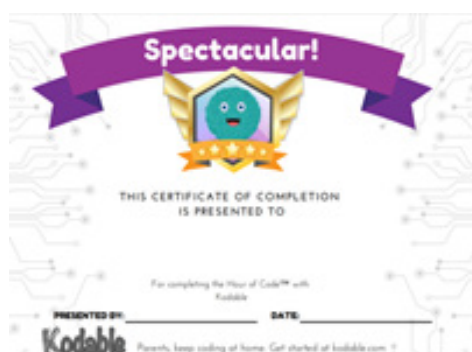 Spectacular!
THIS CERTIFICATE OF COMPLETION
IS PRESENTED TO
For completing the Hour of Code™ with
Kodable
PRESENTED BY: DATE:
Kodable
Parents, keep coding at home. Get started at kodable.com